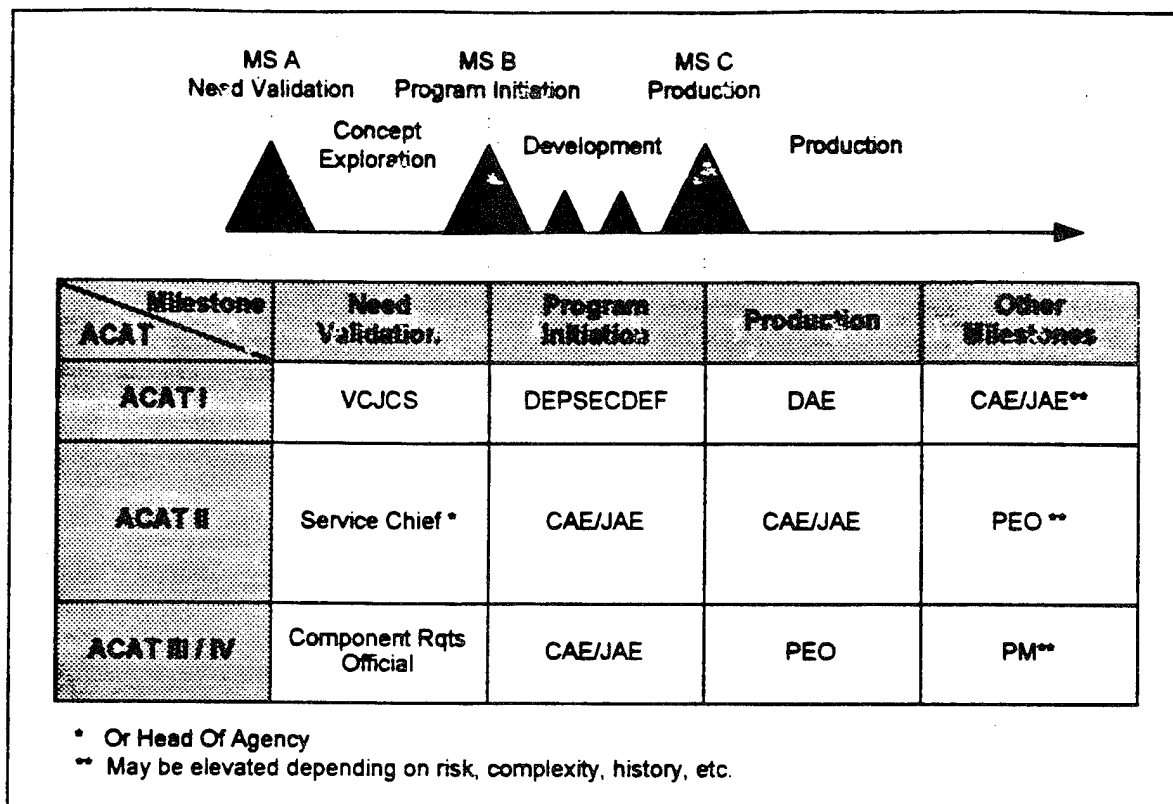 MS A
Need Validation
MS B
Program Initiation
MS C
Production
Concept
Exploration
Development
Production
Milestone
ACAT
Need
Validation
Program
Initiation
Production
Other
Milestones
ACAT I
VCJCS
DEPSECDEF
DAE
CAE/JAE**
ACAT II
Service Chief *
CAE/JAE
CAE/JAE
PEO **
ACAT III / IV
Component Rqts
Official
CAE/JAE
PEO
PM**
* Or Head Of Agency
** May be elevated depending on risk, complexity, history, etc.